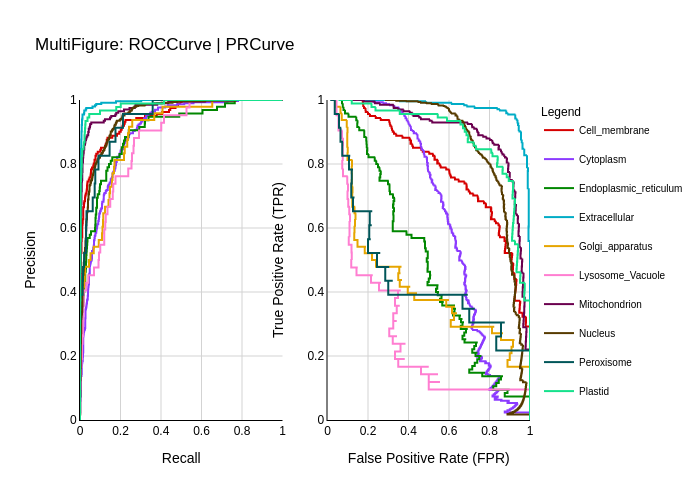 MultiFigure: ROCCurve | PRCurve
Precision
1
0.8
0.6
0.4
0.2
0
0 0.2 0.4 0.6 0.8 1
Recall
True Positive Rate (TPR)
1
0.8
0.6
0.4
0.2
0
0 0.2 0.4 0.6 0.8 1
False Positive Rate (FPR)
Legend
Cell_membrane
Cytoplasm
Endoplasmic_reticulum
Extracellular
Golgi_apparatus
Lysosome_Vacuole
Mitochondrion
Nucleus
Peroxisome
Plastid